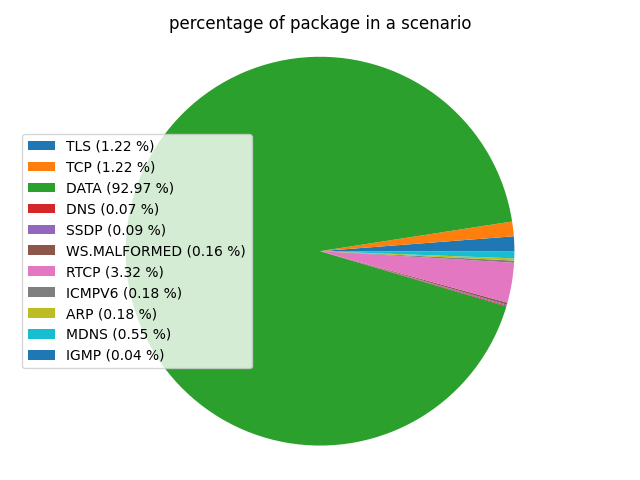 percentage of package in a scenario
TLS (1.22 %)
TCP (1.22 %)
DATA (92.97 %)
DNS (0.07 %)
SSDP (0.09 %)
WS.MALFORMED (0.16 %)
RTCP (3.32 %)
ICMPV6 (0.18 %)
ARP (0.18 %)
MDNS (0.55 %)
IGMP (0.04 %)